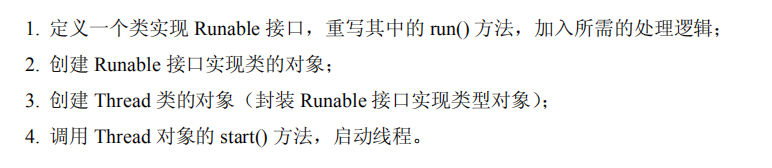 1. 定义一个类实现 Runable 接口，重写其中的 run() 方法，加入所需的处理逻辑；
2. 创建 Runable 接口实现类的对象；
3. 创建 Thread 类的对象（封装 Runable 接口实现类型对象）；
4. 调用 Thread 对象的 start() 方法，启动线程。